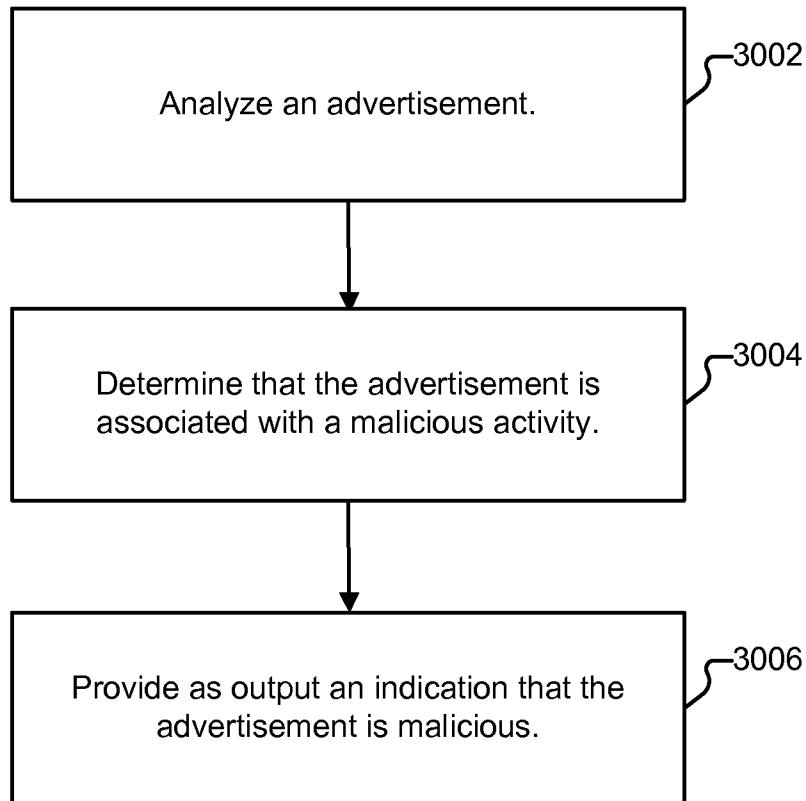 Analyze an advertisement.
3002
Determine that the advertisement is
associated with a malicious activity.
3004
Provide as output an indication that the
advertisement is malicious.
3006